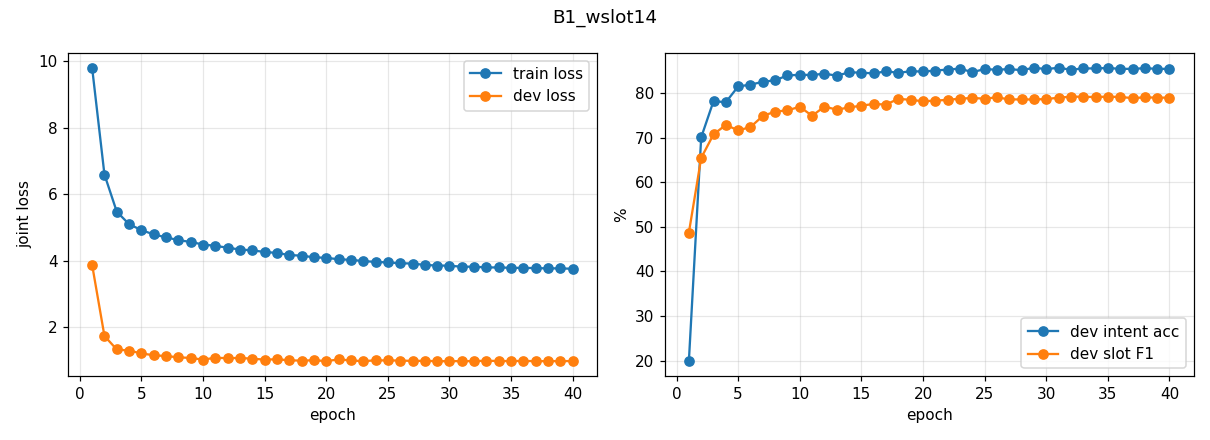 B1_wslot14
10
8
6
4
2
joint loss
0 5 10 15 20 25 30 35 40
epoch
train loss
dev loss
80
70
60
50
40
30
20
%
0 5 10 15 20 25 30 35 40
epoch
dev intent acc
dev slot F1